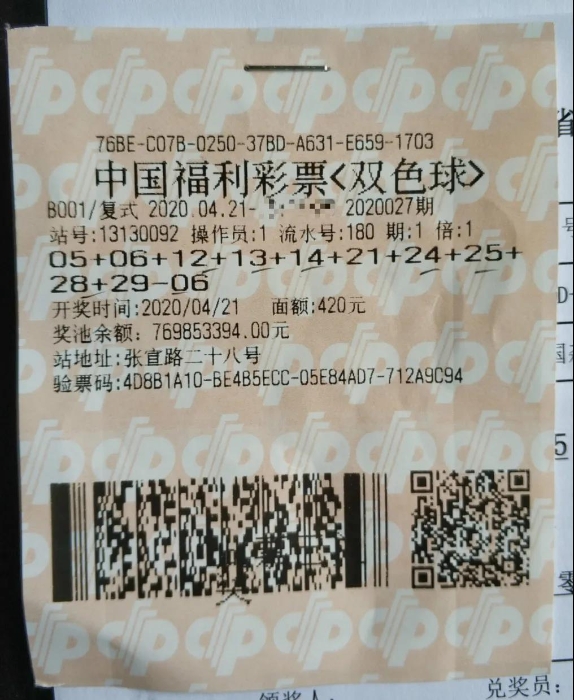 76BE-C07B-0250-37BD-A631-E659-1703
中国福利彩票<双色球>
B001/复式 2020.04.21- 2020027期
站号:13130092 操作员:1 流水号:180 期:1 倍:1
05+06+12+13+14+21+24+25+
28+29-06
开奖时间:2020/04/21 面额:420元
奖池余额: 769853394.00元
站地址:张直路二十八号
验票码:4D8B1A10-BE4B5ECC-05E84AD7-712A9C94
领奖人
兑奖员: